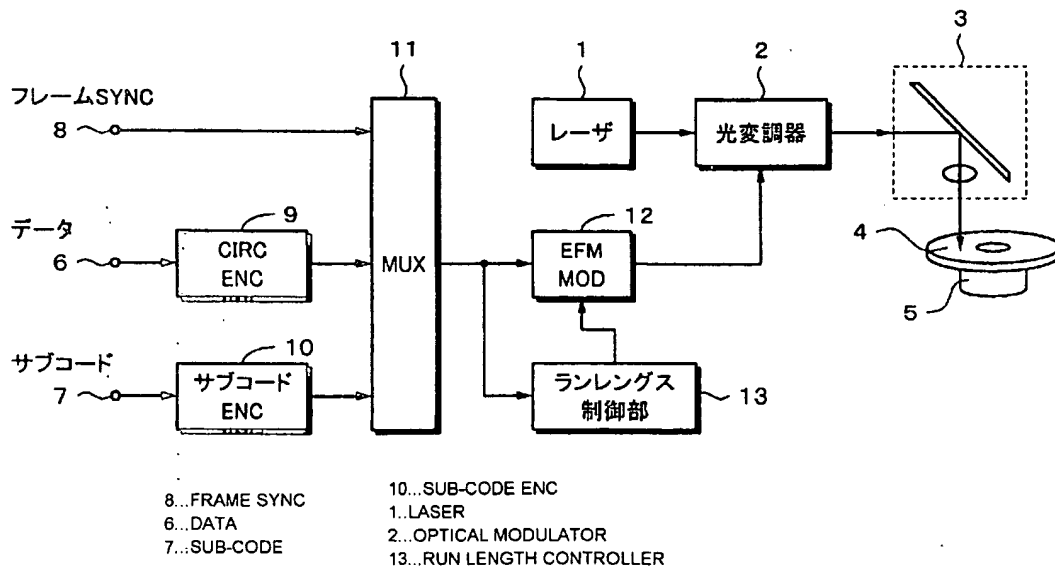 11
1
2
3
フレームSYNC
8
レーザ
光変調器
データ
6
9
CIRC
ENC
MUX
12
EFM
MOD
4
5
サブコード
7
10
サブコード
ENC
ランレングス
制御部
13
8...FRAME SYNC
6...DATA
7...SUB-CODE
10...SUB-CODE ENC
1...LASER
2...OPTICAL MODULATOR
13...RUN LENGTH CONTROLLER